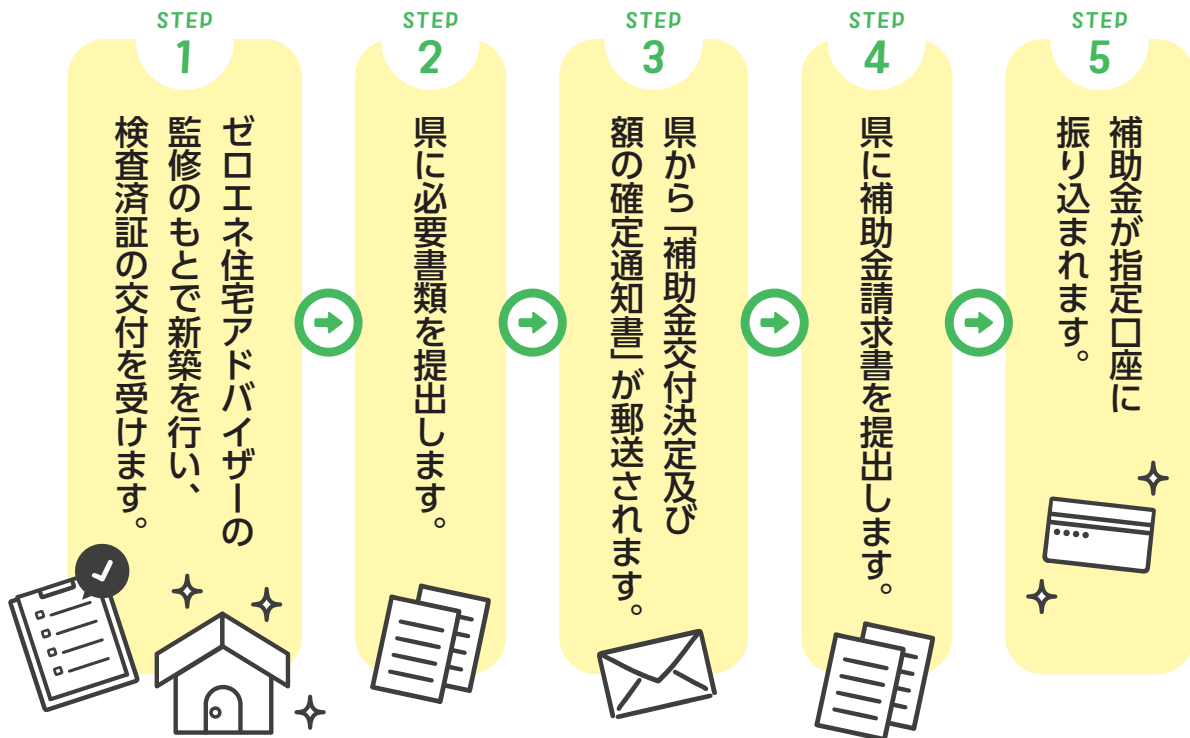 STEP
1
ゼロエネ住宅アドバイザーの
監修のもとで新築を行い、
検査済証の交付を受けます。
STEP
2
県に必要書類を提出します。
STEP
3
県から「補助金交付決定及び
額の確定通知書」が郵送されます。
STEP
4
県に補助金請求書を提出します。
STEP
5
補助金が指定口座に
振り込まれます。